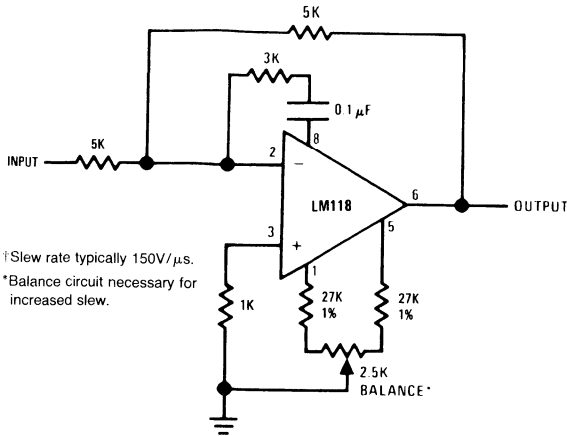 5K
3K
0.1 µF
8
5K
INPUT
2
−
LM118
6
OUTPUT
5
3
+
†Slew rate typically 150V/µs.
*Balance circuit necessary for
increased slew.
1
1K
27K
1%
27K
1%
2.5K
BALANCE*